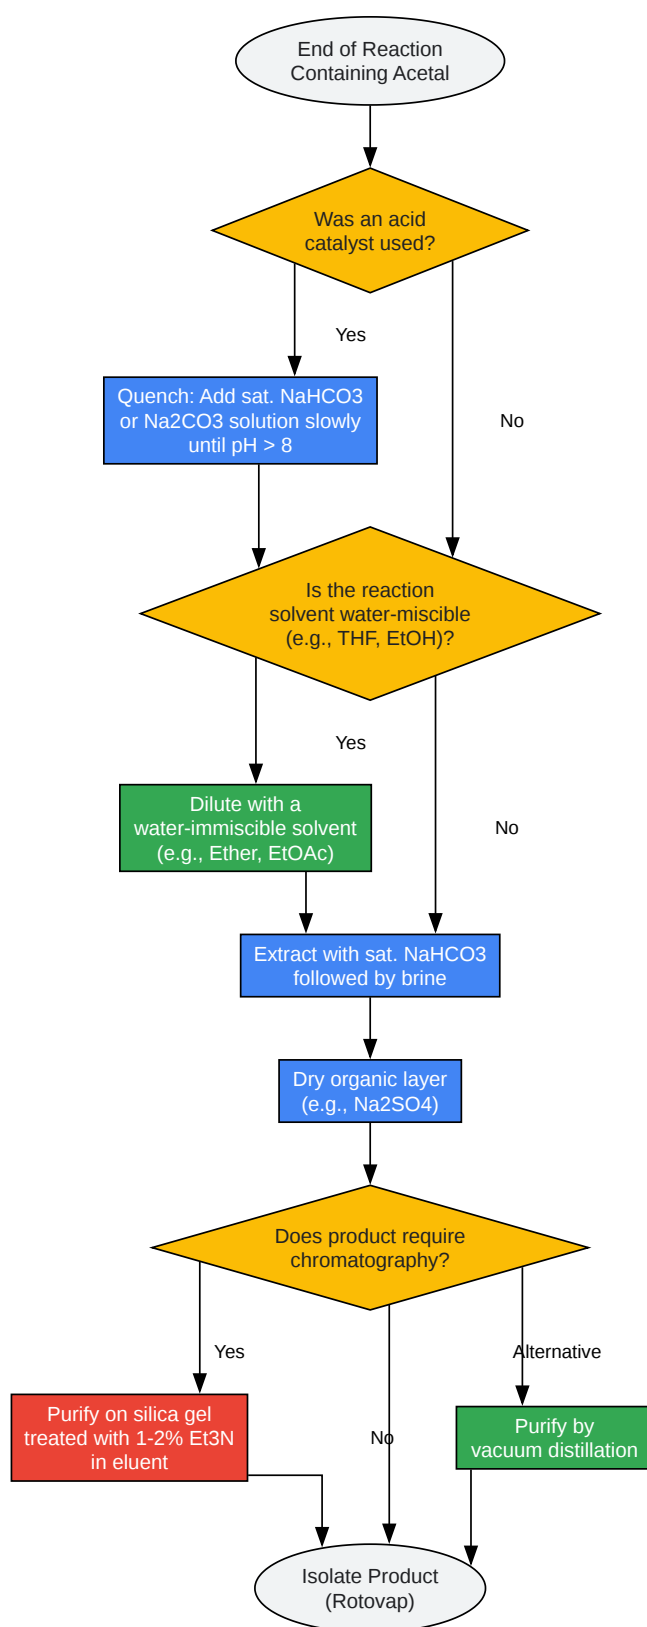 End of Reaction
Containing Acetal
Was an acid
catalyst used?
Yes
Quench: Add sat. NaHCO3
or Na2CO3 solution slowly
until pH > 8
No
Is the reaction
solvent water-miscible
(e.g., THF, EtOH)?
Yes
Dilute with a
water-immiscible solvent
(e.g., Ether, EtOAc)
No
Extract with sat. NaHCO3
followed by brine
Dry organic layer
(e.g., Na2SO4)
Does product require
chromatography?
Yes
Alternative
Purify on silica gel
treated with 1-2% Et3N
in eluent
No
Purify by
vacuum distillation
Isolate Product
(Rotovap)